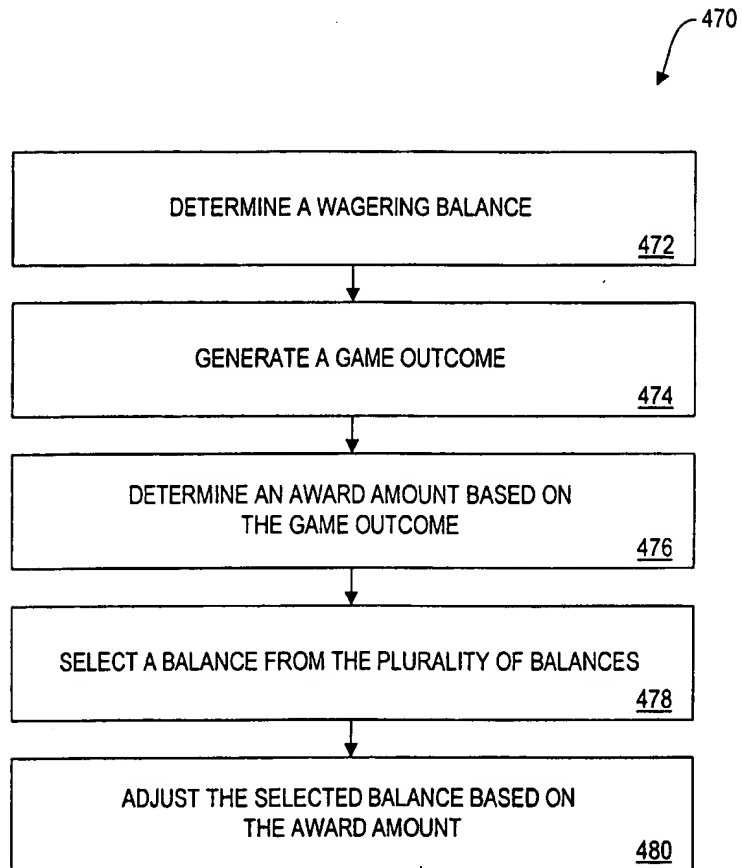 470
DETERMINE A WAGERING BALANCE
472
GENERATE A GAME OUTCOME
474
DETERMINE AN AWARD AMOUNT BASED ON
THE GAME OUTCOME
476
SELECT A BALANCE FROM THE PLURALITY OF BALANCES
478
ADJUST THE SELECTED BALANCE BASED ON
THE AWARD AMOUNT
480